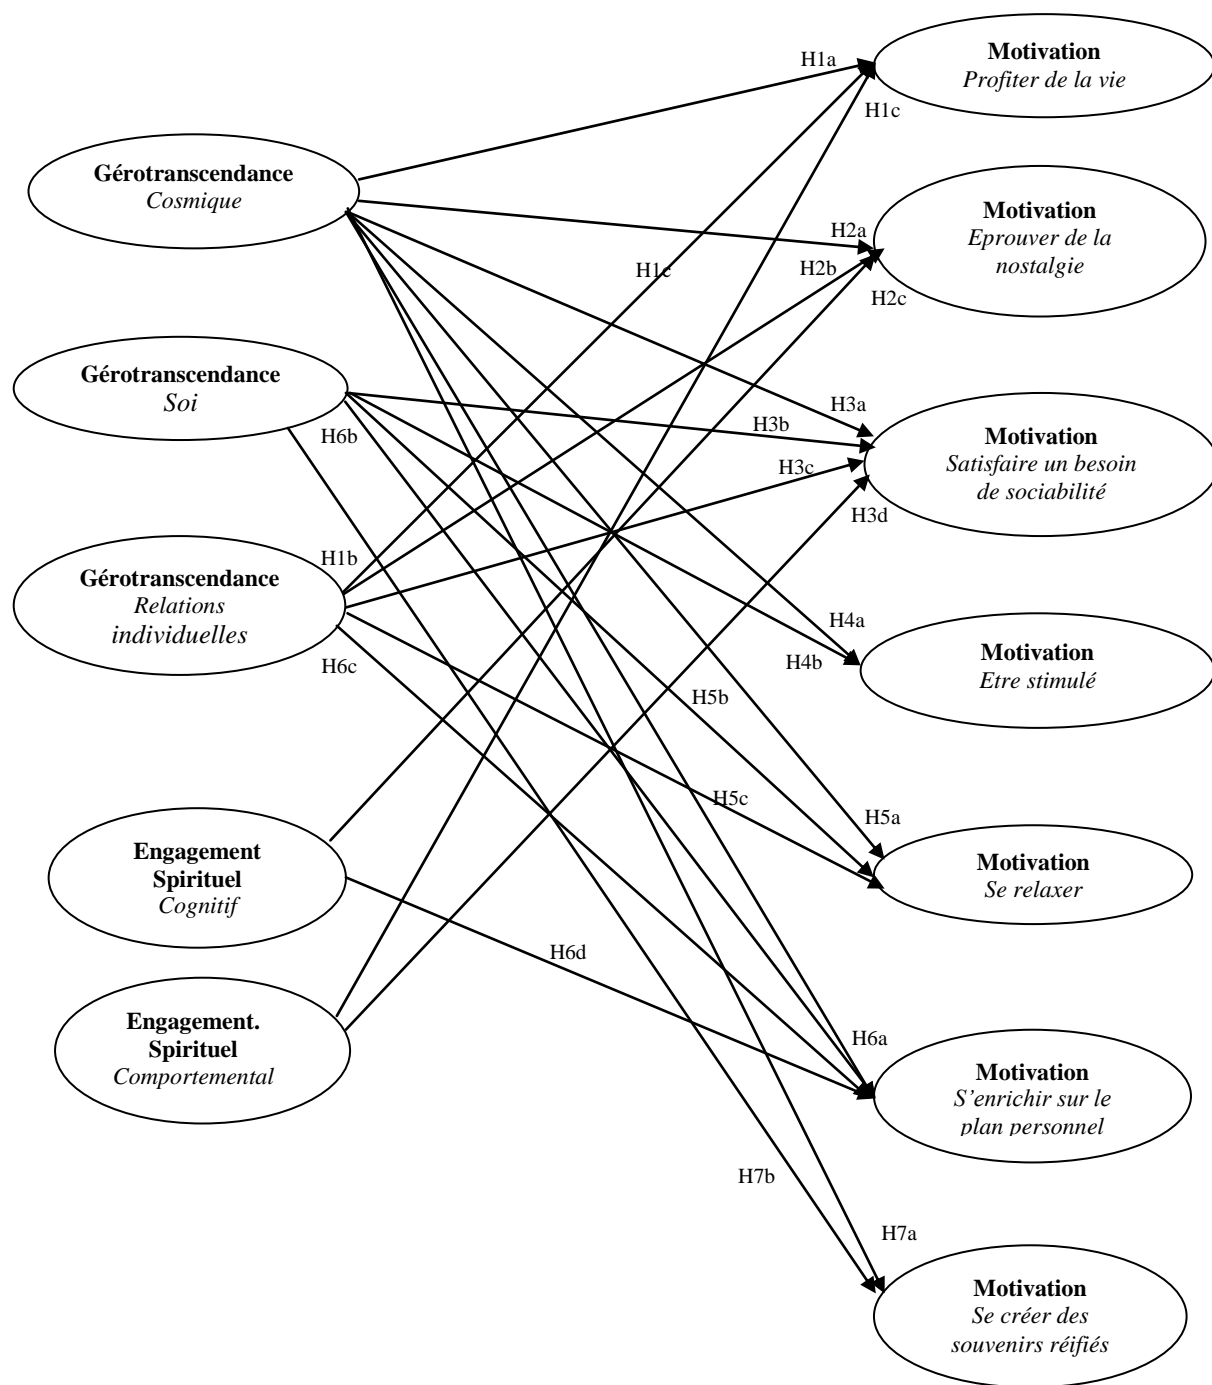 H1a
Motivation
Profiter de la vie
H1c
Gérotranscendance
Cosmique
Motivation
Eprouver de la
nostalgie
H2a
H1c
H2b
H2c
Gérotranscendance
Soi
H6b
H3a
H3b
H3c
H3d
Motivation
Satisfaire un besoin
de sociabilité
Gérotranscendance
Relations
individuelles
H1b
H6c
H4a
H4b
Motivation
Etre stimulé
H5b
H5c
H5a
Motivation
Se relaxer
Engagement
Spirituel
Cognitif
H6d
Engagement.
Spirituel
Comportemental
H6a
Motivation
S’enrichir sur le
plan personnel
H7b
H7a
Motivation
Se créer des
souvenirs réifiés